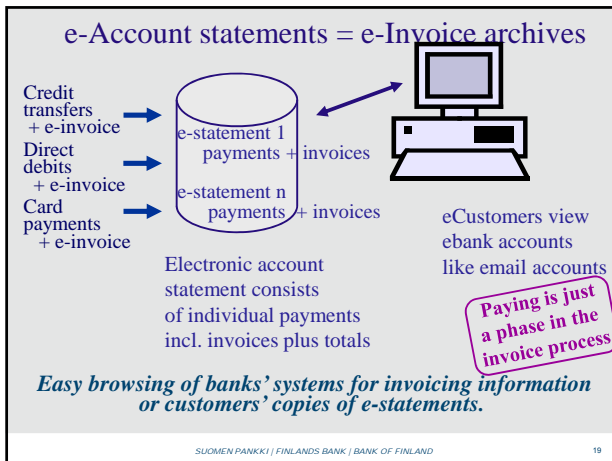 e-Account statements = e-Invoice archives
Credit
transfers
+ e-invoice
Direct
debits
+ e-invoice
Card
payments
+ e-invoice
e-statement 1
payments + invoices
e-statement n
payments + invoices
Electronic account
statement consists
of individual payments
incl. invoices plus totals
eCustomers view
ebank accounts
like email accounts
Paying is just
a phase in the
invoice process
Easy browsing of banks' systems for invoicing information
or customers' copies of e-statements.
SUOMEN PANKKI | FINLANDS BANK | BANK OF FINLAND
19